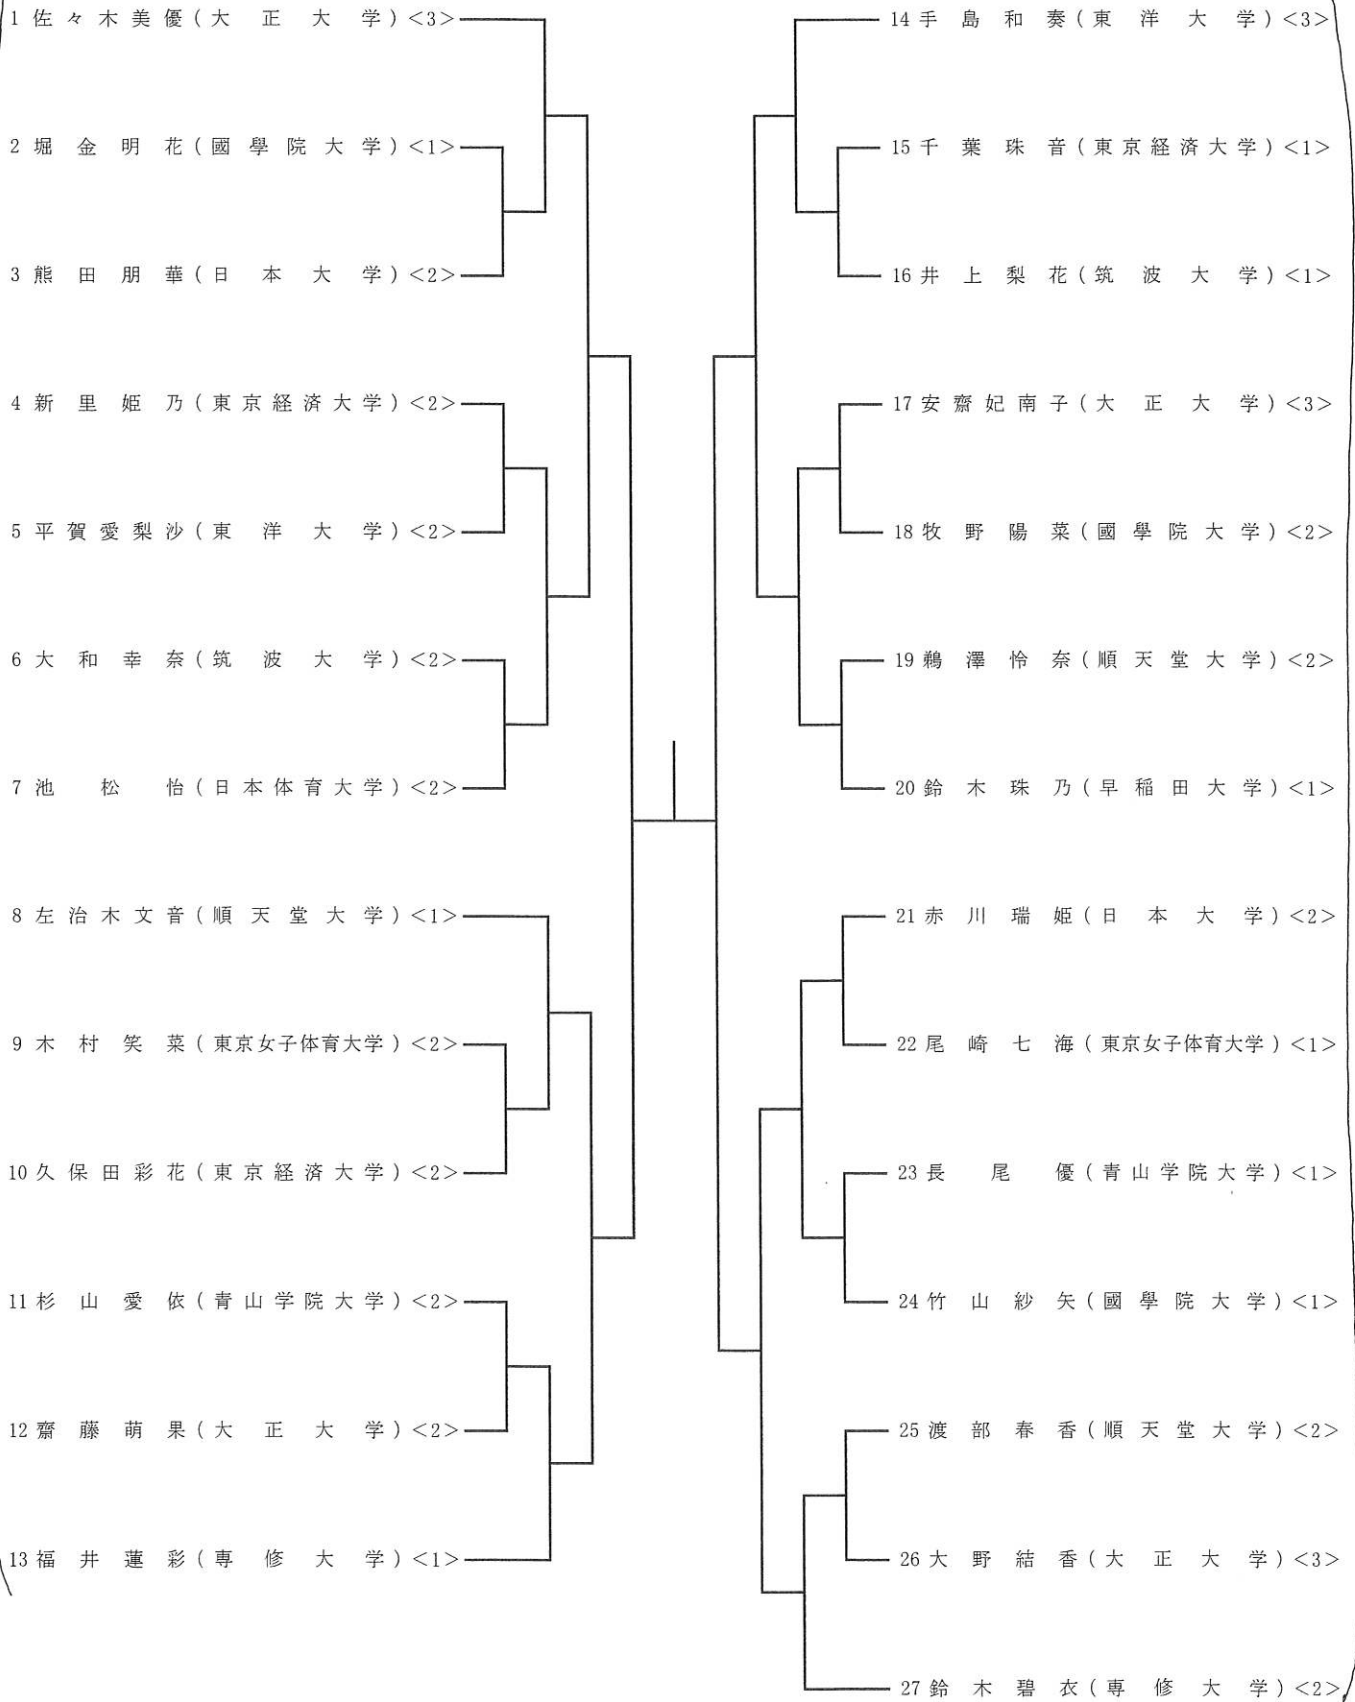 1 佐々木美優(大正大学)<3>
2 堀金明花(國學院大学)<1>
3 熊田朋華(日本大学)<2>
4 新里姫乃(東京経済大学)<2>
5 平賀愛梨沙(東洋大学)<2>
6 大和幸奈(筑波大学)<2>
7 池松怡(日本体育大学)<2>
8 左治木文音(順天堂大学)<1>
9 木村笑菜(東京女子体育大学)<2>
10 久保田彩花(東京経済大学)<2>
11 杉山愛依(青山学院大学)<2>
12 齋藤萌果(大正大学)<2>
13 福井蓮彩(専修大学)<1>
14 手島和奏(東洋大学)<3>
15 千葉珠音(東京経済大学)<1>
16 井上梨花(筑波大学)<1>
17 安齋妃南子(大正大学)<3>
18 牧野陽菜(國學院大学)<2>
19 鵜澤怜奈(順天堂大学)<2>
20 鈴木珠乃(早稲田大学)<1>
21 赤川瑞姫(日本大学)<2>
22 尾崎七海(東京女子体育大学)<1>
23 長尾優(青山学院大学)<1>
24 竹山紗矢(國學院大学)<1>
25 渡部春香(順天堂大学)<2>
26 大野結香(大正大学)<3>
27 鈴木碧衣(専修大学)<2>